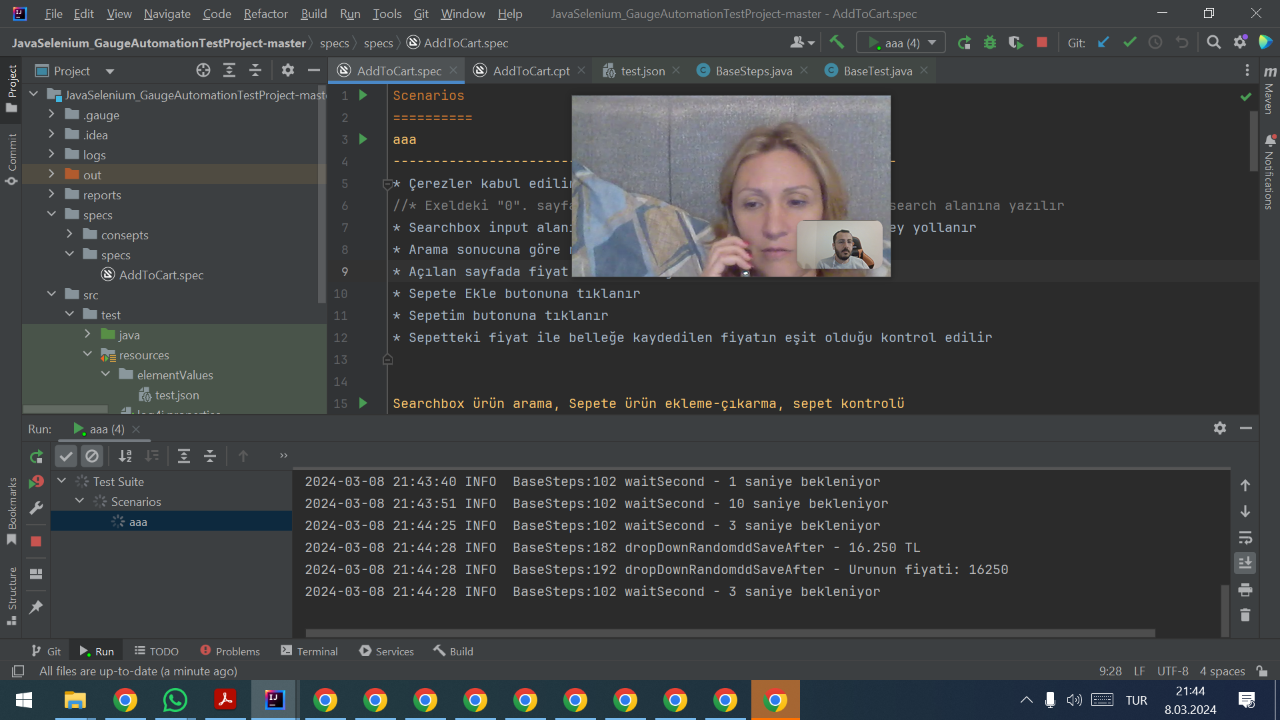 File Edit View Navigate Code Refactor Build Run Tools Git Window Help JavaSelenium_GaugeAutomationTestProject-master - AddToCart.spec
JavaSelenium_GaugeAutomationTestProject-master specs specs AddToCart.spec aaa (4) Git:
Project AddToCart.spec AddToCart.cpt test.json BaseSteps.java BaseTest.java
Project
Commit
Bookmarks
Structure
Maven
Notifications
JavaSelenium_GaugeAutomationTestProject-mast
.gauge
.idea
logs
out
reports
specs
consepts
specs
AddToCart.spec
src
test
java
resources
elementValues
test.json
log4j.properties
1 Scenarios
2 ==========
3 aaa
4
5 * Çerezler kabul edilir
6 //* Exeldeki "0". sayfa search alanına yazılır
7 * Searchbox input alanı ey yollanır
8 * Arama sonucuna göre
9 * Açılan sayfada fiyat
10 * Sepete Ekle butonuna tıklanır
11 * Sepetim butonuna tıklanır
12 * Sepetteki fiyat ile belleğe kaydedilen fiyatın eşit olduğu kontrol edilir
13
14
15 Searchbox ürün arama, Sepete ürün ekleme-çıkarma, sepet kontrolü
Run: aaa (4)
Test Suite
Scenarios
aaa
2024-03-08 21:43:40 INFO  BaseSteps:102 waitSecond - 1 saniye bekleniyor
2024-03-08 21:43:51 INFO  BaseSteps:102 waitSecond - 10 saniye bekleniyor
2024-03-08 21:44:25 INFO  BaseSteps:102 waitSecond - 3 saniye bekleniyor
2024-03-08 21:44:28 INFO  BaseSteps:182 dropDownRandomddSaveAfter - 16.250 TL
2024-03-08 21:44:28 INFO  BaseSteps:192 dropDownRandomddSaveAfter - Urunun fiyati: 16250
2024-03-08 21:44:28 INFO  BaseSteps:102 waitSecond - 3 saniye bekleniyor
Git Run TODO Problems Terminal Services Build
All files are up-to-date (a minute ago) 9:28 LF UTF-8 4 spaces
TUR 21:44
8.03.2024